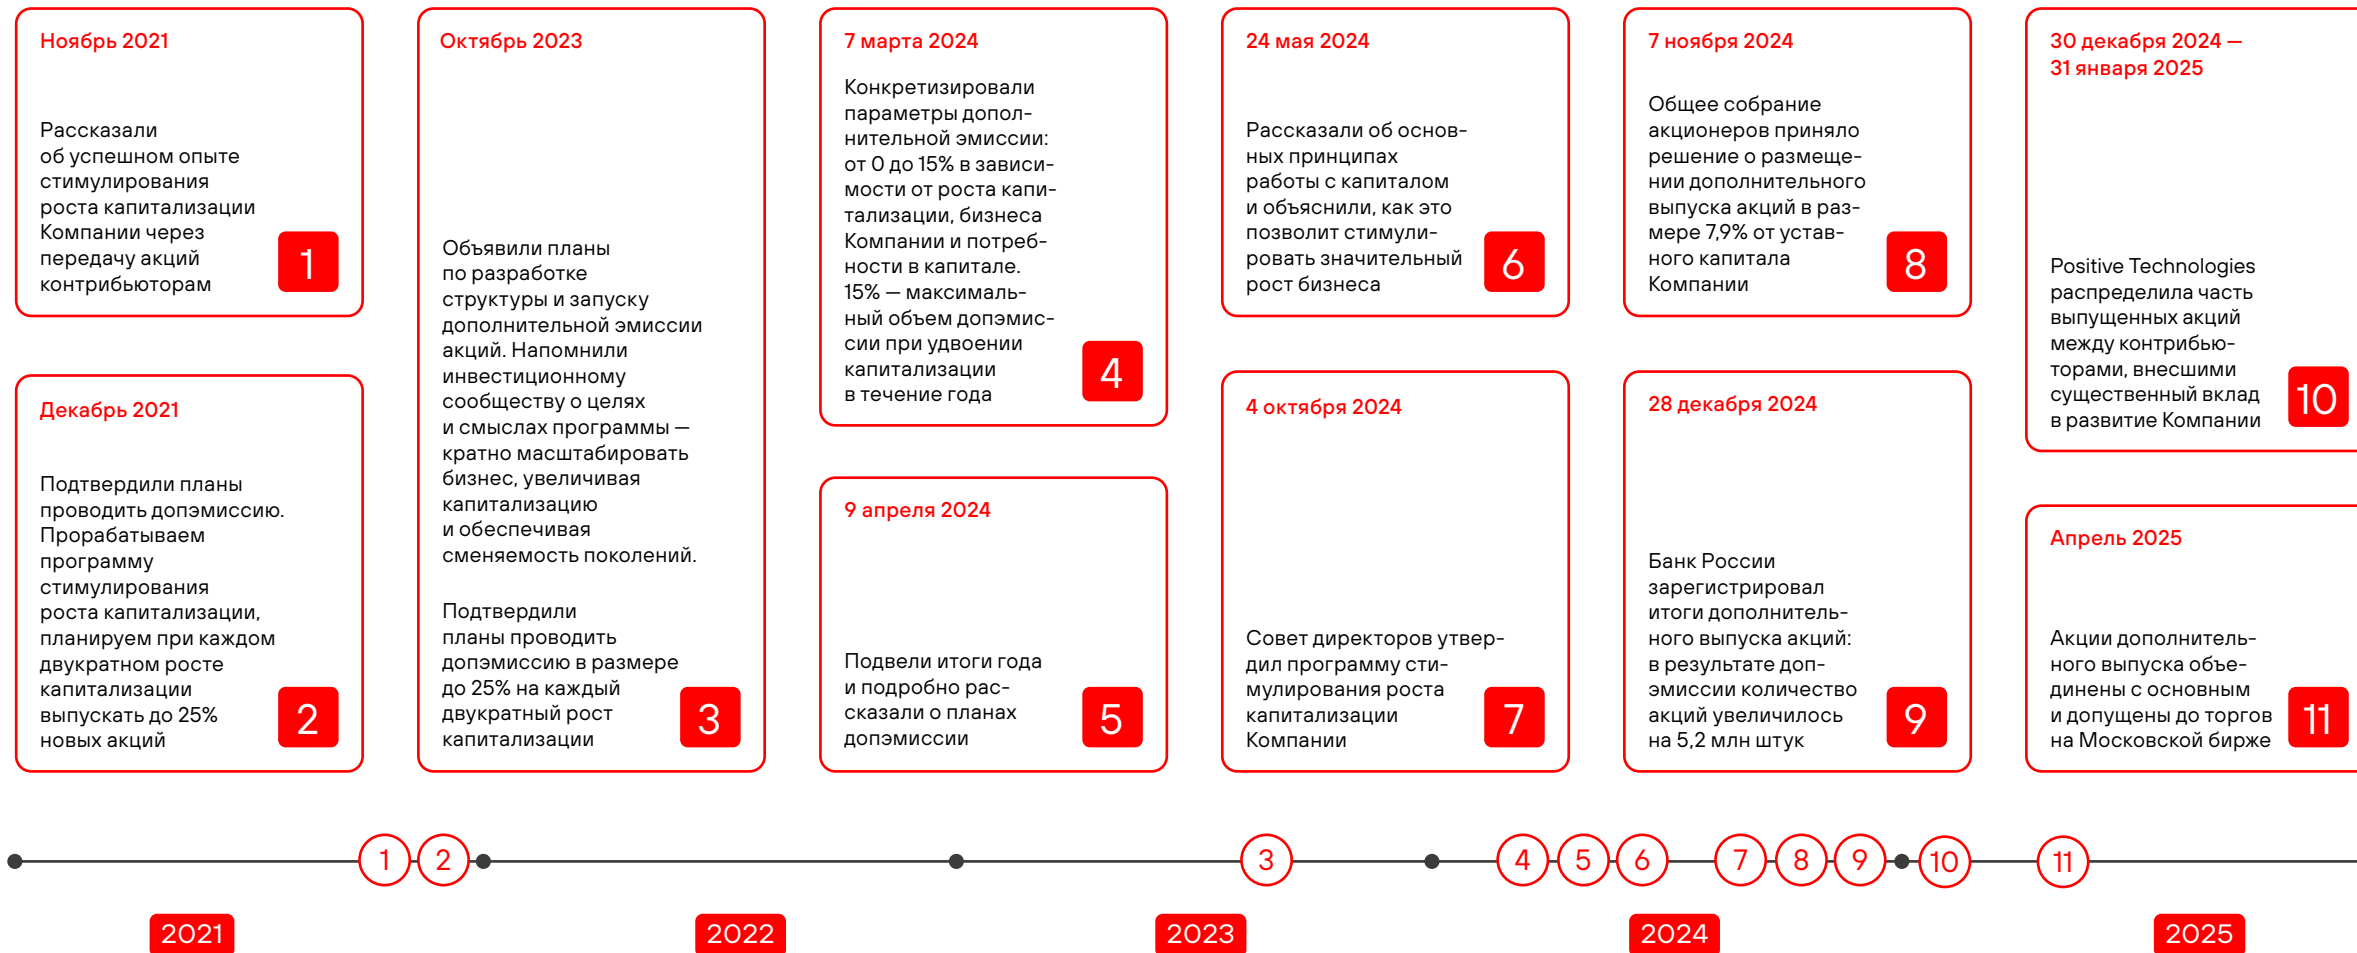 Ноябрь 2021
Рассказали
об успешном опыте
стимулирования
роста капитализации
Компании через
передачу акций
контрибьюторам
1
Декабрь 2021
Подтвердили планы
проводить допэмиссию.
Прорабатываем
программу
стимулирования
роста капитализации,
планируем при каждом
двукратном росте
капитализации
выпускать до 25%
новых акций
2
Октябрь 2023
Объявили планы
по разработке
структуры и запуску
дополнительной эмиссии
акций. Напомнили
инвестиционному
сообществу о целях
и смыслах программы —
кратно масштабировать
бизнес, увеличивая
капитализацию
и обеспечивая
сменяемость поколений.
Подтвердили
планы проводить
допэмиссию в размере
до 25% на каждый
двукратный рост
капитализации
3
7 марта 2024
Конкретизировали
параметры допол-
нительной эмиссии:
от 0 до 15% в зависи-
мости от роста капи-
тализации, бизнеса
Компании и потреб-
ности в капитале.
15% — максималь-
ный объем допэмис-
сии при удвоении
капитализации
в течение года
4
9 апреля 2024
Подвели итоги года
и подробно рас-
сказали о планах
допэмиссии
5
24 мая 2024
Рассказали об основ-
ных принципах
работы с капиталом
и объяснили, как это
позволит стимули-
ровать значительный
рост бизнеса
6
4 октября 2024
Совет директоров утвер-
дил программу сти-
мулирования роста
капитализации
Компании
7
7 ноября 2024
Общее собрание
акционеров приняло
решение о размеще-
нии дополнительного
выпуска акций в раз-
мере 7,9% от устав-
ного капитала
Компании
8
28 декабря 2024
Банк России
зарегистрировал
итоги дополнитель-
ного выпуска акций:
в результате доп-
эмиссии количество
акций увеличилось
на 5,2 млн штук
9
30 декабря 2024 —
31 января 2025
Positive Technologies
распределила часть
выпущенных акций
между контрибью-
торами, внесшими
существенный вклад
в развитие Компании
10
Апрель 2025
Акции дополнитель-
ного выпуска объе-
динены с основным
и допущены до торгов
на Московской бирже
11
1 2 3 4 5 6 7 8 9 10 11
2021 2022 2023 2024 2025